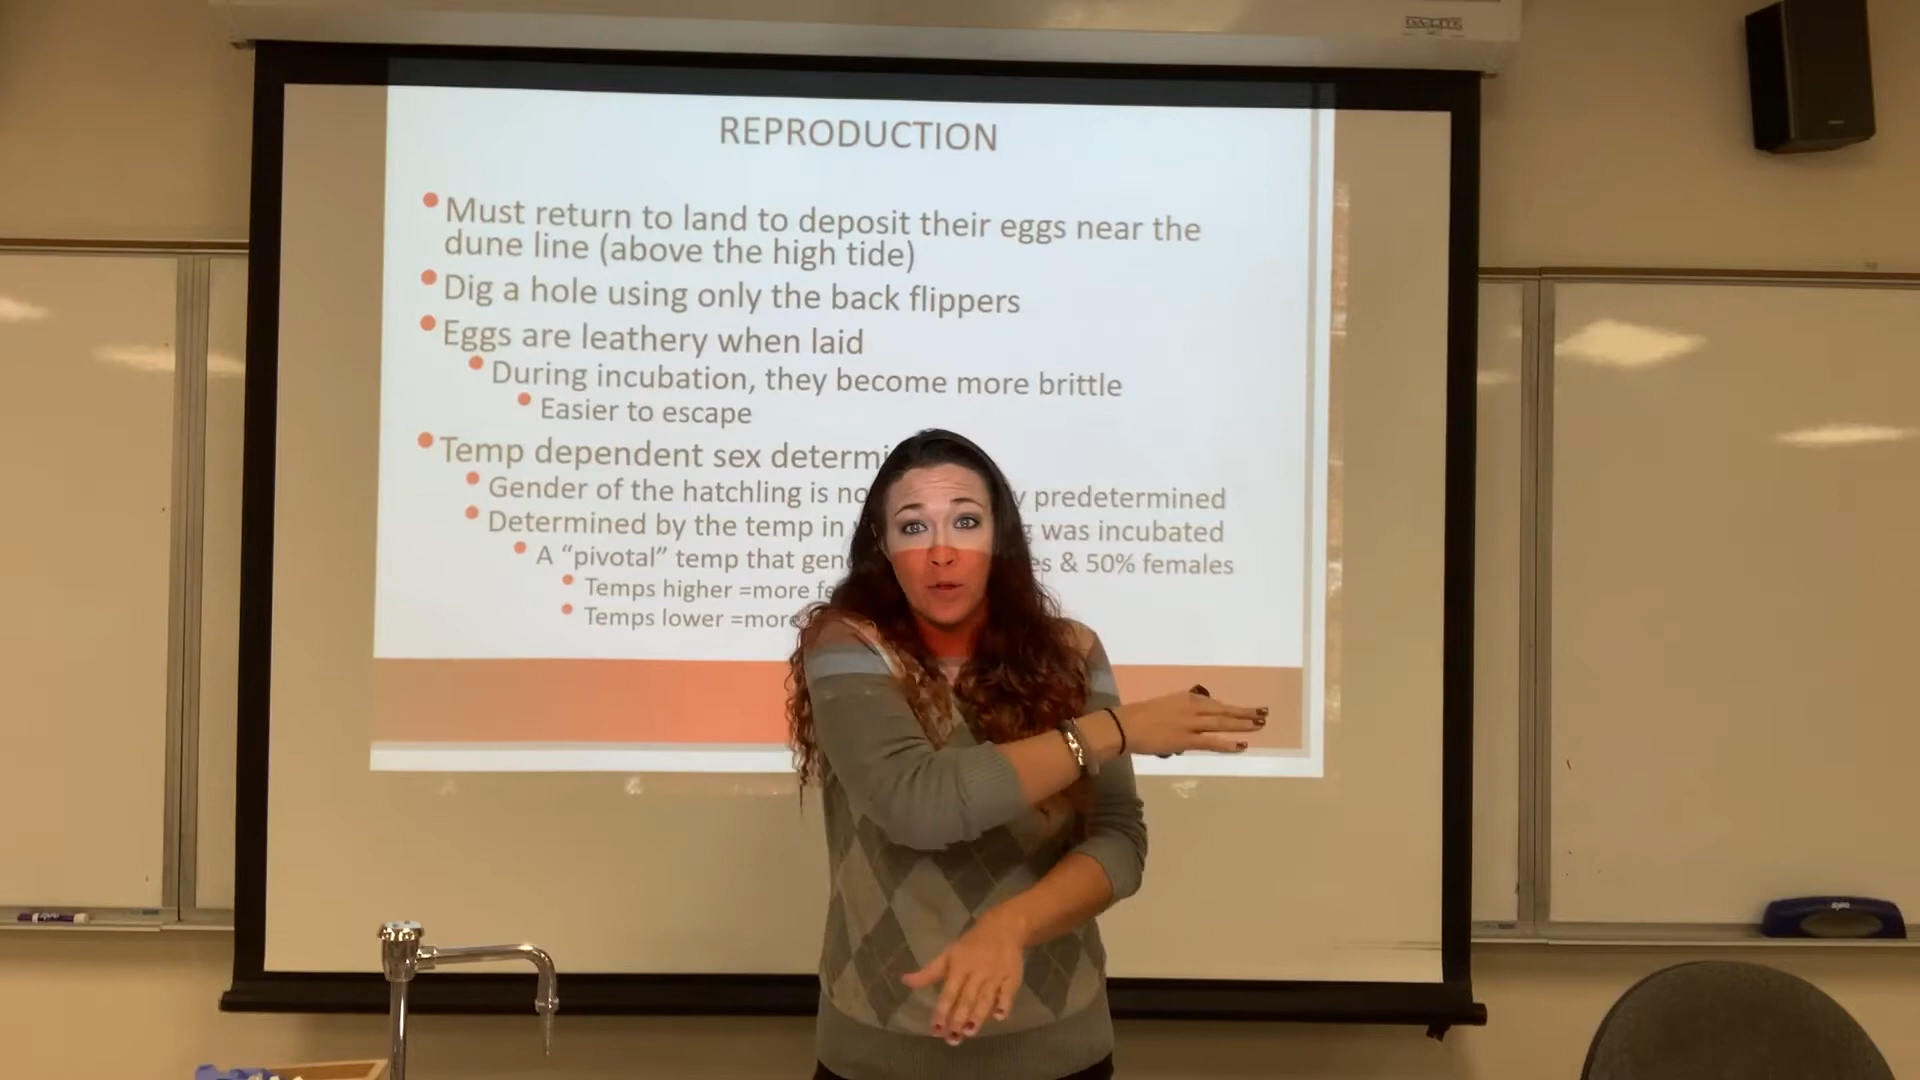 DA-LITE
REPRODUCTION
Must return to land to deposit their eggs near the
dune line (above the high tide)
Dig a hole using only the back flippers
Eggs are leathery when laid
During incubation, they become more brittle
Easier to escape
Temp dependent sex determi
Gender of the hatchling is no y predetermined
Determined by the temp in g was incubated
A “pivotal” temp that gen es & 50% females
Temps higher =more fe
Temps lower =more